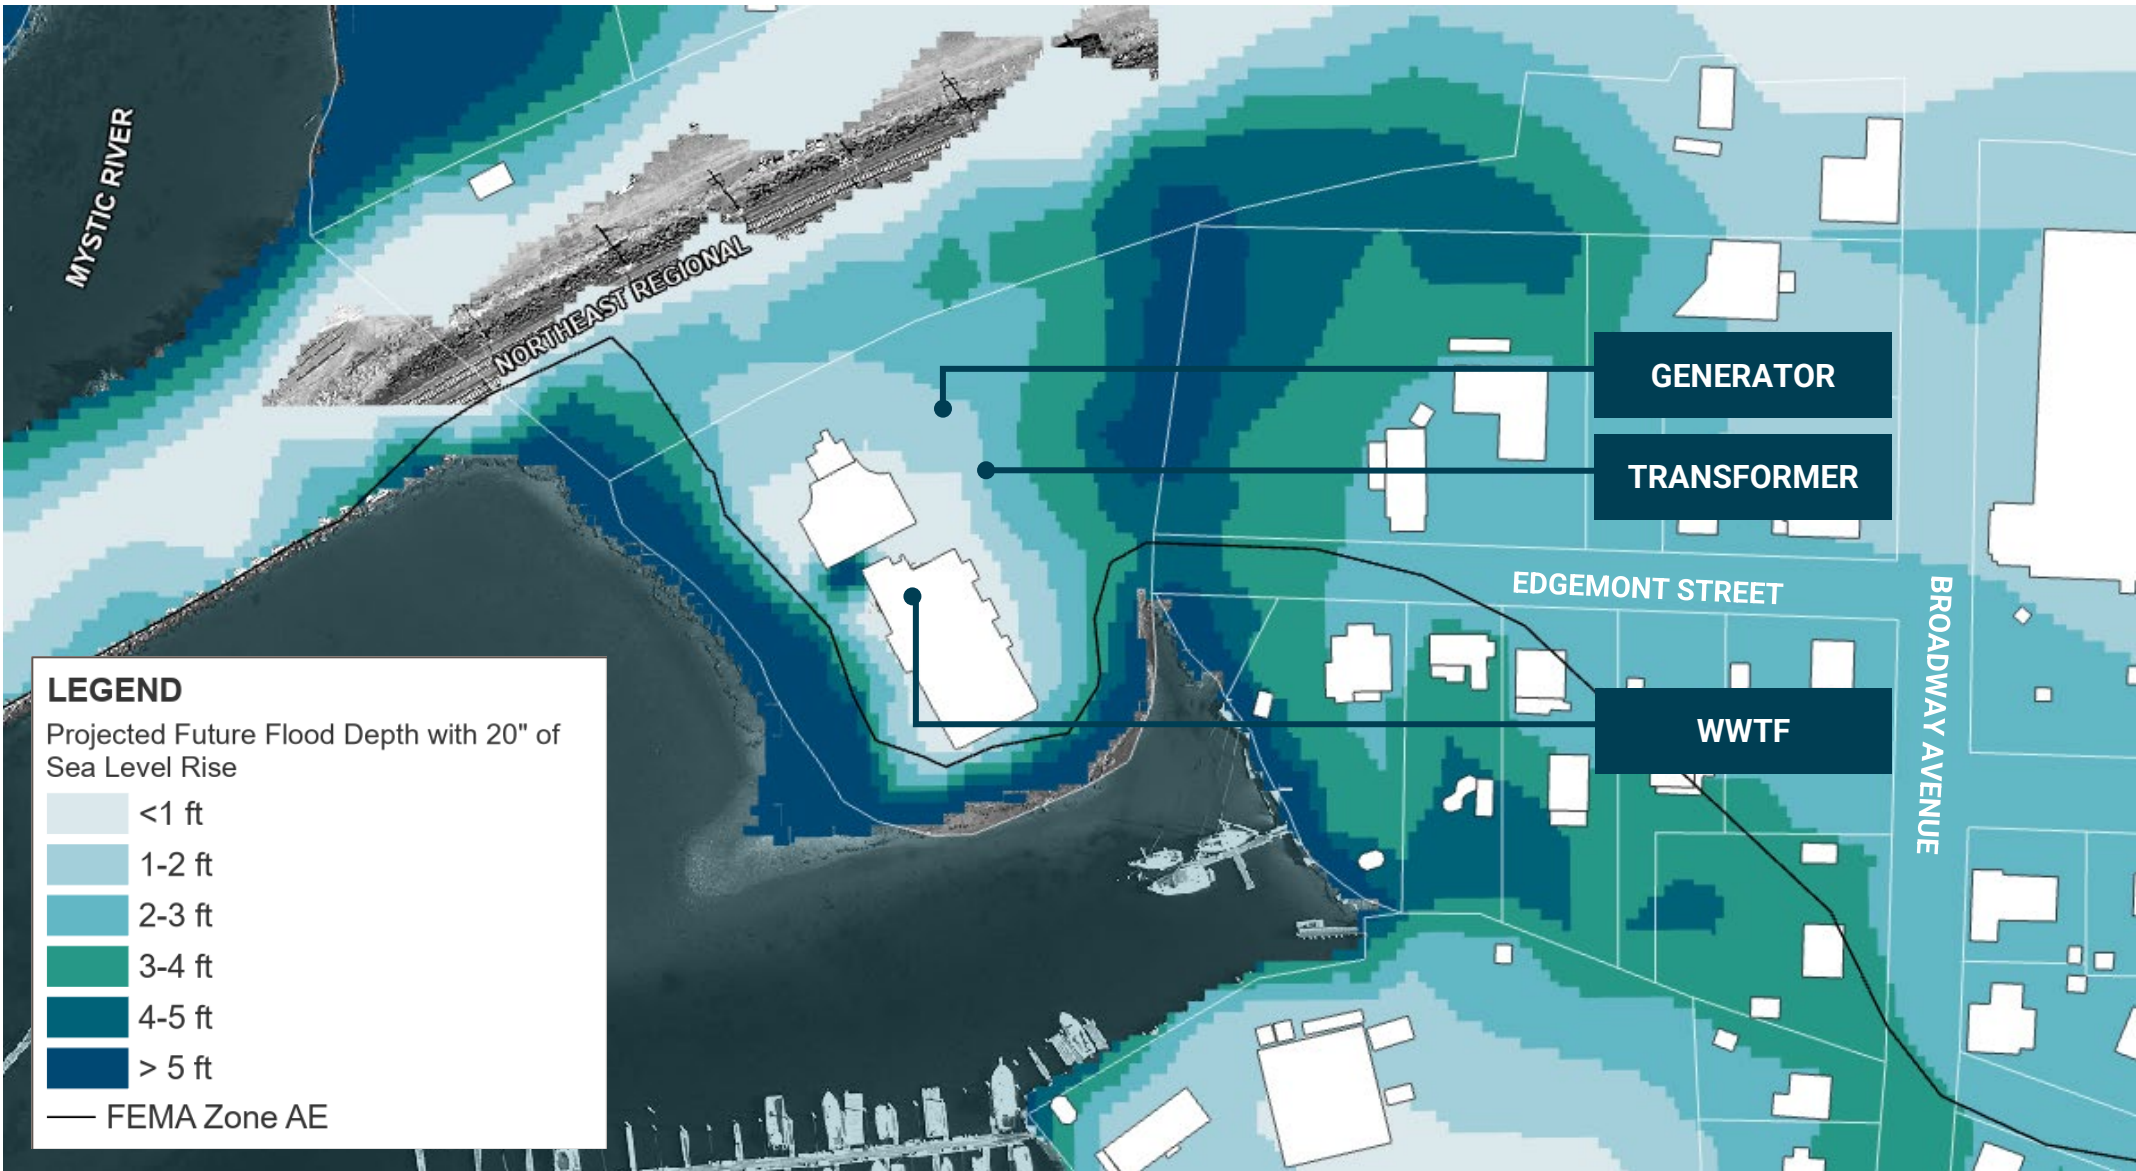 MYSTIC RIVER
NORTHEAST REGIONAL
GENERATOR
TRANSFORMER
EDGEMONT STREET
BROADWAY AVENUE
WWTF
LEGEND
Projected Future Flood Depth with 20" of
Sea Level Rise
<1 ft
1-2 ft
2-3 ft
3-4 ft
4-5 ft
> 5 ft
FEMA Zone AE